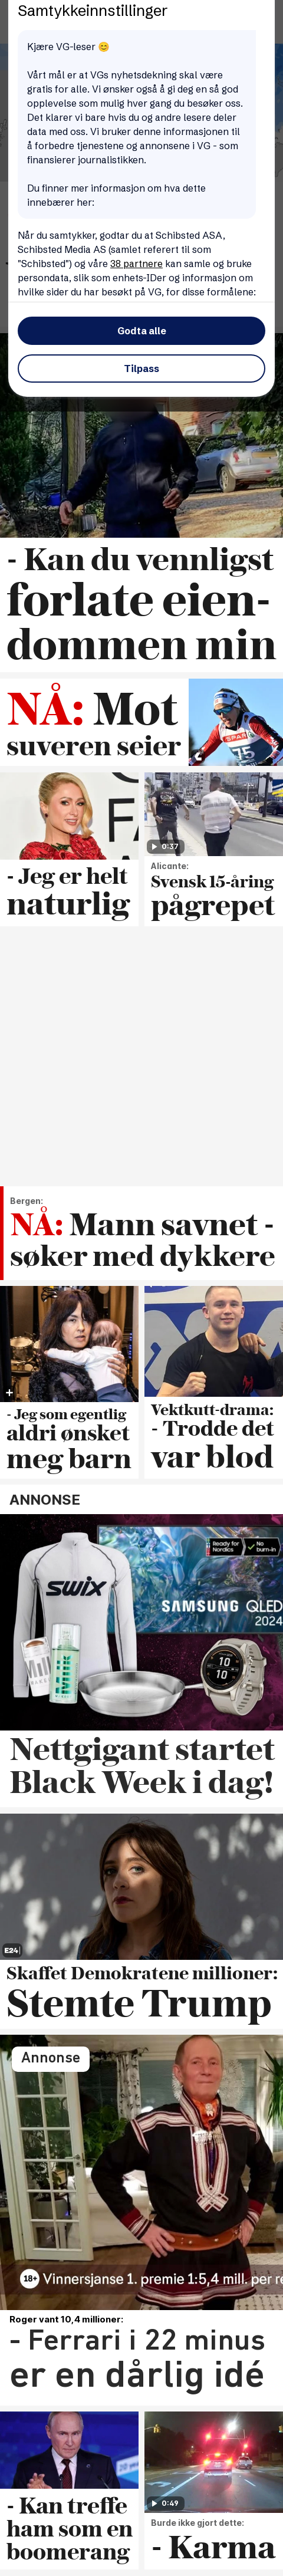 Samtykkeinnstillinger
Kjære VG-leser 😊
Vårt mål er at VGs nyhetsdekning skal være
gratis for alle. Vi ønsker også å gi deg en så god
opplevelse som mulig hver gang du besøker oss.
Det klarer vi bare hvis du og andre lesere deler
data med oss. Vi bruker denne informasjonen til
å forbedre tjenestene og annonsene i VG - som
finansierer journalistikken.
Du finner mer informasjon om hva dette
innebærer her:
Når du samtykker, godtar du at Schibsted ASA,
Schibsted Media AS (samlet referert til som
"Schibsted") og våre 38 partnere kan samle og bruke
persondata, slik som enhets-IDer og informasjon om
hvilke sider du har besøkt på VG, for disse formålene:
Godta alle
Tilpass
- Kan du vennligst
forlate eien-
dommen min
NÅ: Mot
suveren seier
15
- Jeg er helt
naturlig
0:37
Alicante:
Svensk 15-åring
pågrepet
Bergen:
NÅ: Mann savnet -
søker med dykkere
- Jeg som egentlig
aldri ønsket
meg barn
Vektkutt-drama:
- Trodde det
var blod
ANNONSE
swix
Ready for
Nordics
No
burn-in
SAMSUNG QLED
2024
Nettgigant startet
Black Week i dag!
E24
Skaffet Demokratene millioner:
Stemte Trump
Annonse
18+ Vinnersjanse 1. premie 1:5,4 mill. per re
Roger vant 10,4 millioner:
- Ferrari i 22 minus
er en dårlig idé
- Kan treffe
ham som en
boomerang
0:49
Burde ikke gjort dette:
- Karma